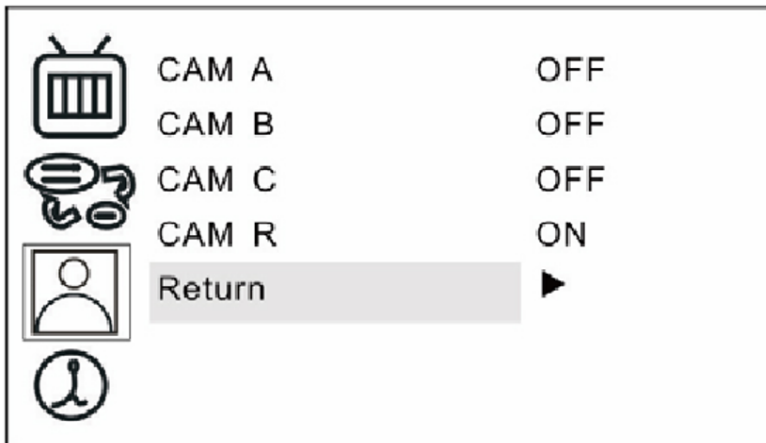 CAM A OFF
CAM B OFF
CAM C OFF
CAM R ON
Return ►